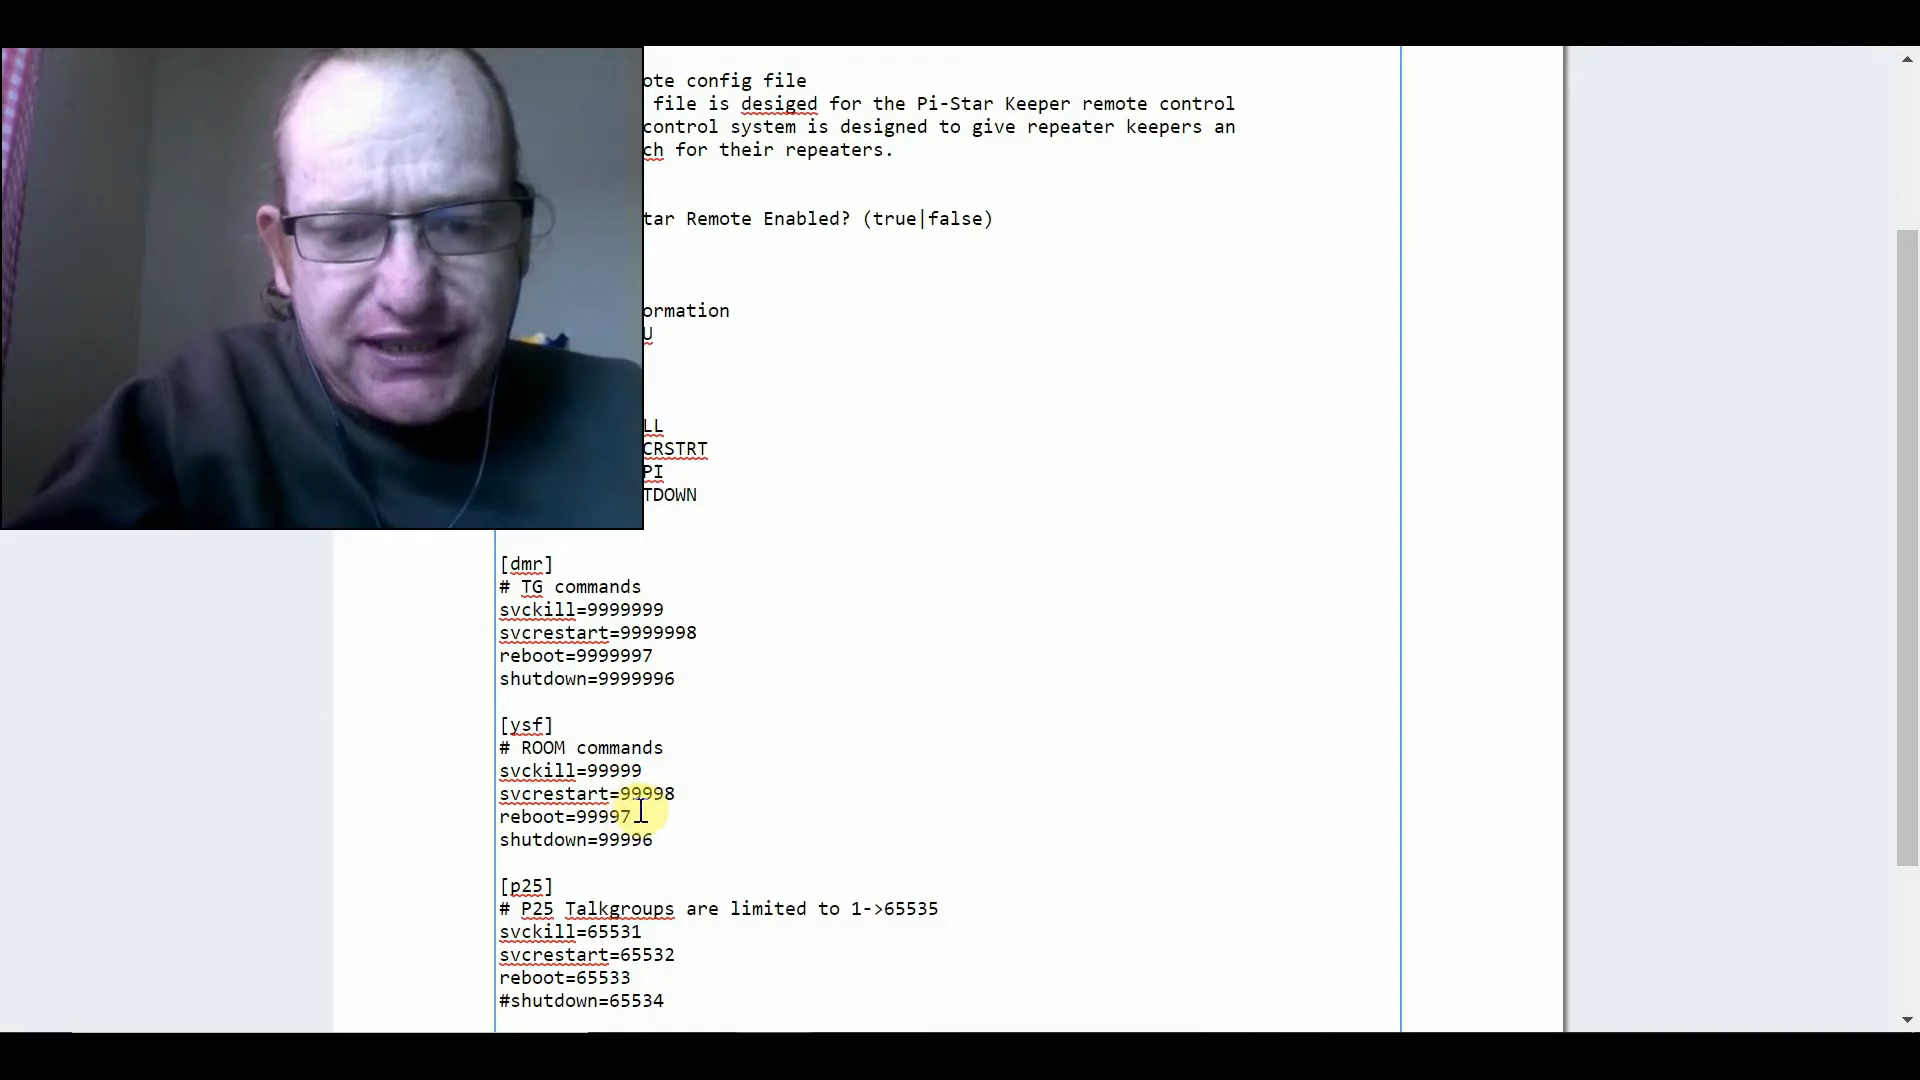 ote config file
file is desiged for the Pi-Star Keeper remote control
control system is designed to give repeater keepers an
ch for their repeaters.
tar Remote Enabled? (true|false)
ormation
U
LL
CRSTRT
PI
TDOWN
[dmr]
# TG commands
svckill=9999999
svcrestart=9999998
reboot=9999997
shutdown=9999996
[ysf]
# ROOM commands
svckill=99999
svcrestart=99998
reboot=99997
shutdown=99996
[p25]
# P25 Talkgroups are limited to 1->65535
svckill=65531
svcrestart=65532
reboot=65533
#shutdown=65534